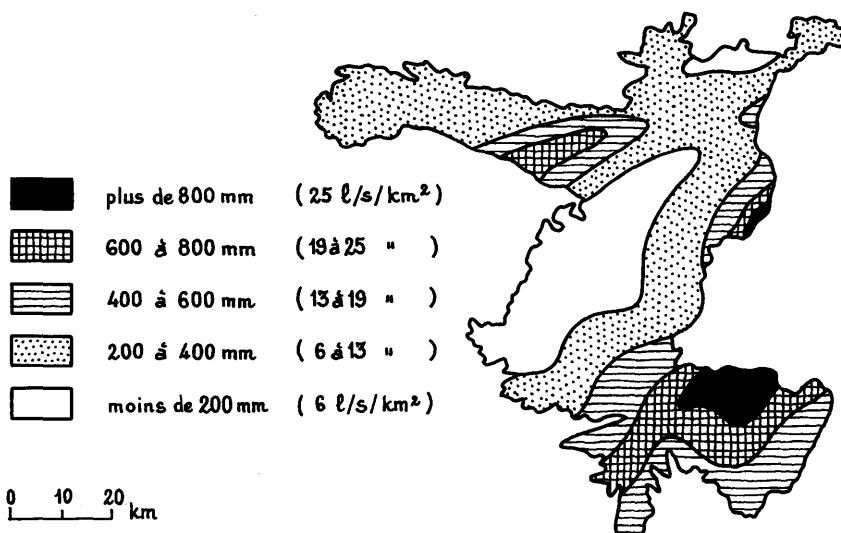 plus de 800 mm (25 l/s/km²)
600 à 800 mm (19 à 25 " )
400 à 600 mm (13 à 19 " )
200 à 400 mm (6 à 13 " )
moins de 200 mm (6 l/s/km²)
0 10 20
km